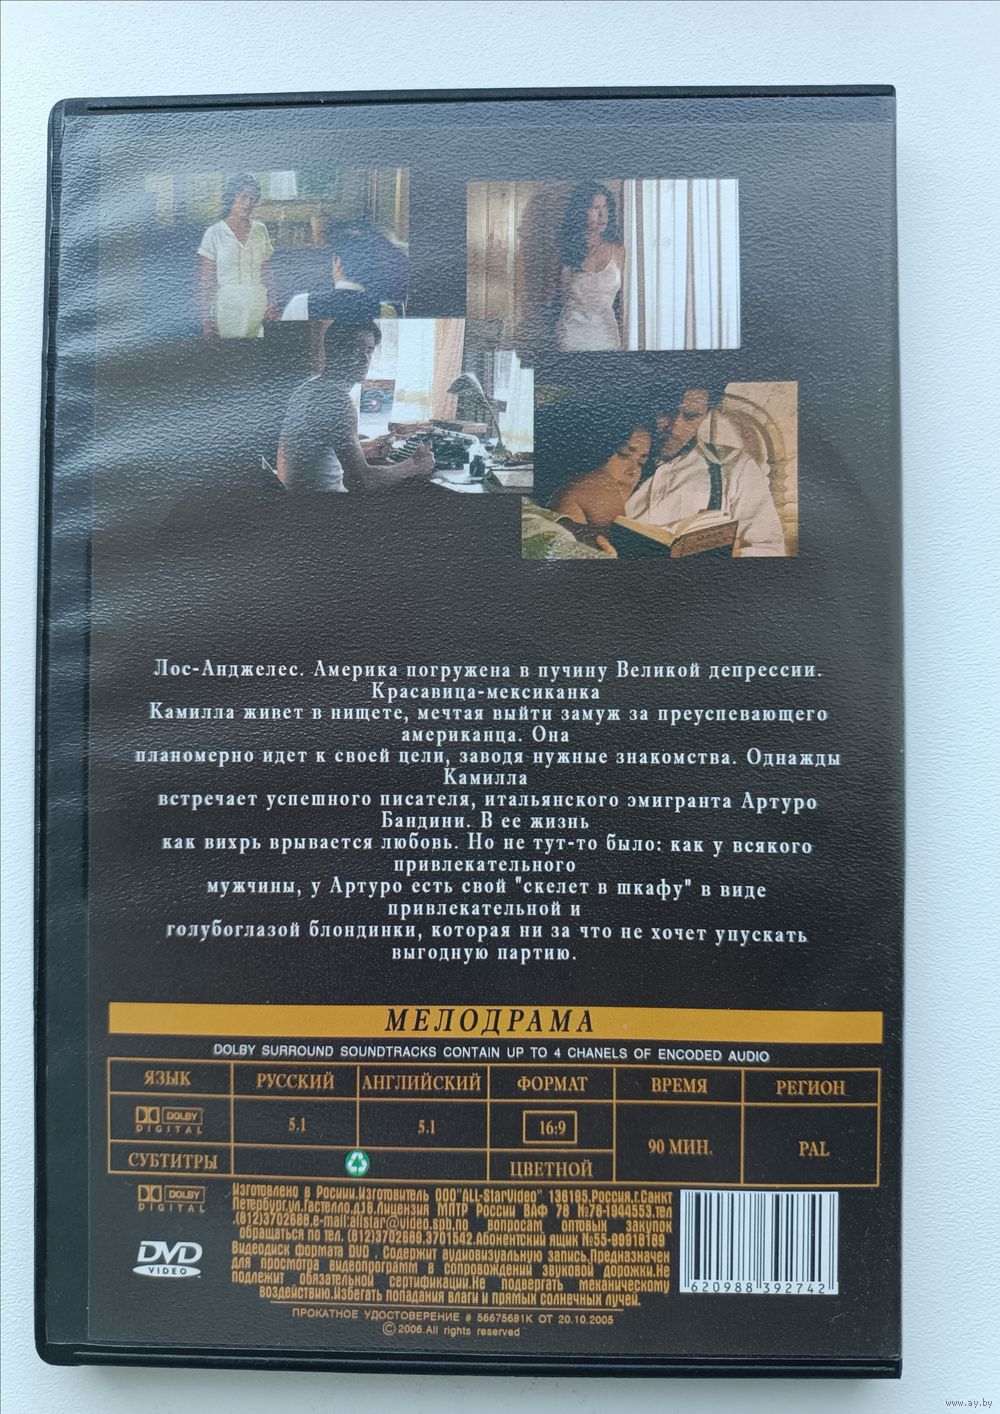 Лос-Анджелес. Америка погружена в пучину Великой депрессии.
Красавица-мексиканка
Камилла живет в нищете, мечтая выйти замуж за преуспевающего
американца. Она
планомерно идет к своей цели, заводя нужные знакомства. Однажды
Камилла
встречает успешного писателя, итальянского эмигранта Артуро
Бандини. В ее жизнь
как вихрь врывается любовь. Но не тут-то было: как у всякого
привлекательного
мужчины, у Артуро есть свой "скелет в шкафу" в виде
привлекательной и
голубоглазой блондинки, которая ни за что не хочет упускать
выгодную партию.
МЕЛОДРАМА
DOLBY SURROUND SOUNDTRACKS CONTAIN UP TO 4 CHANELS OF ENCODED AUDIO
ЯЗЫК РУССКИЙ АНГЛИЙСКИЙ ФОРМАТ ВРЕМЯ РЕГИОН
DOLBY DIGITAL 5.1 5.1 16:9 90 МИН. PAL
СУБТИТРЫ ЦВЕТНОЙ
DOLBY
DIGITAL
DVD
VIDEO
Изготовлено в Росиии.Изготовитель ООО"ALL-StarVideo" 136195.Россия.г.Санкт
Петербург.ул.Гастелло.д16.Лицензия МПТР России ВАФ 78 №78-1944553.тел
.(812)3702688.e-mail:allstar@video.spb.по вопросам оптовых закупок
обращаться по тел. (812)3702669.3701542.Абонентский ящик №55-99918189
Видеодиск формата DVD . Содержит аудиовизуальную запись.Предназначен
для просмотра видеопрограмм в сопровождении звуковой дорожки.Не
подлежит обязательной сертификации.Не подвергать механическому
воздействию.Избегать попадания влаги и прямых солнечных лучей.
ПРОКАТНОЕ УДОСТОВЕРЕНИЕ # 56675681К ОТ 20.10.2005
©2006.All rights reserved
620988 392742
www.ay.by